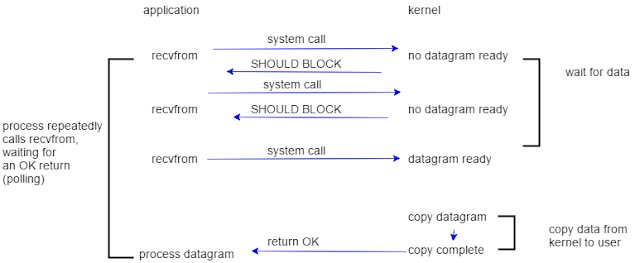 application
kernel
system call
recvfrom
no datagram ready
SHOULD BLOCK
wait for data
system call
recvfrom
SHOULD BLOCK
no datagram ready
process repeatedly
calls recvfrom,
waiting for
an OK return
(polling)
system call
recvfrom
datagram ready
copy datagram
copy data from
kernel to user
return OK
process datagram
copy complete